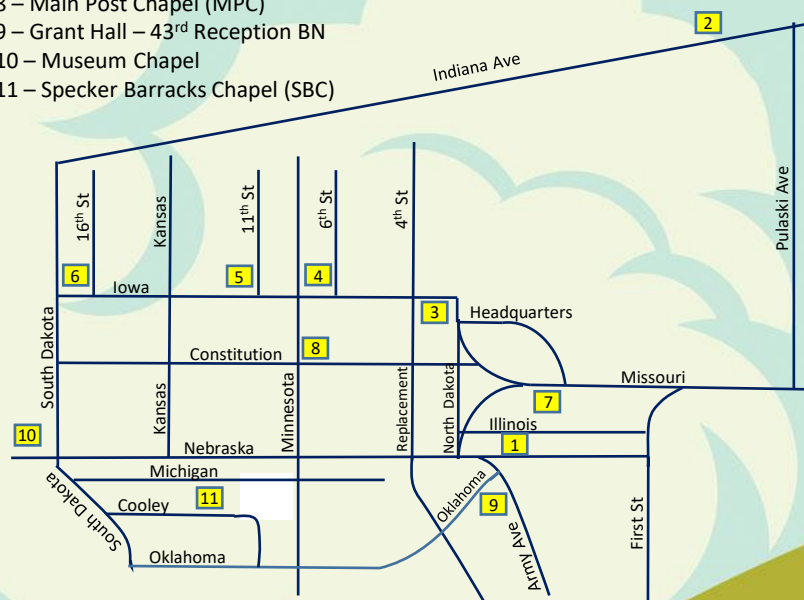 8 – Main Post Chapel (MPC)
9 – Grant Hall – 43rd Reception BN
10 – Museum Chapel
11 – Specker Barracks Chapel (SBC)
2
Indiana Ave
16th St
Kansas
11th St
6th St
4th St
Pulaski Ave
6
5
4
Iowa
3
Headquarters
South Dakota
8
Constitution
Missouri
Kansas
Minnesota
Replacement
North Dakota
7
Illinois
10
Nebraska
1
Michigan
South Dakota
11
Cooley
Oklahoma
9
Army Ave
First St
Oklahoma